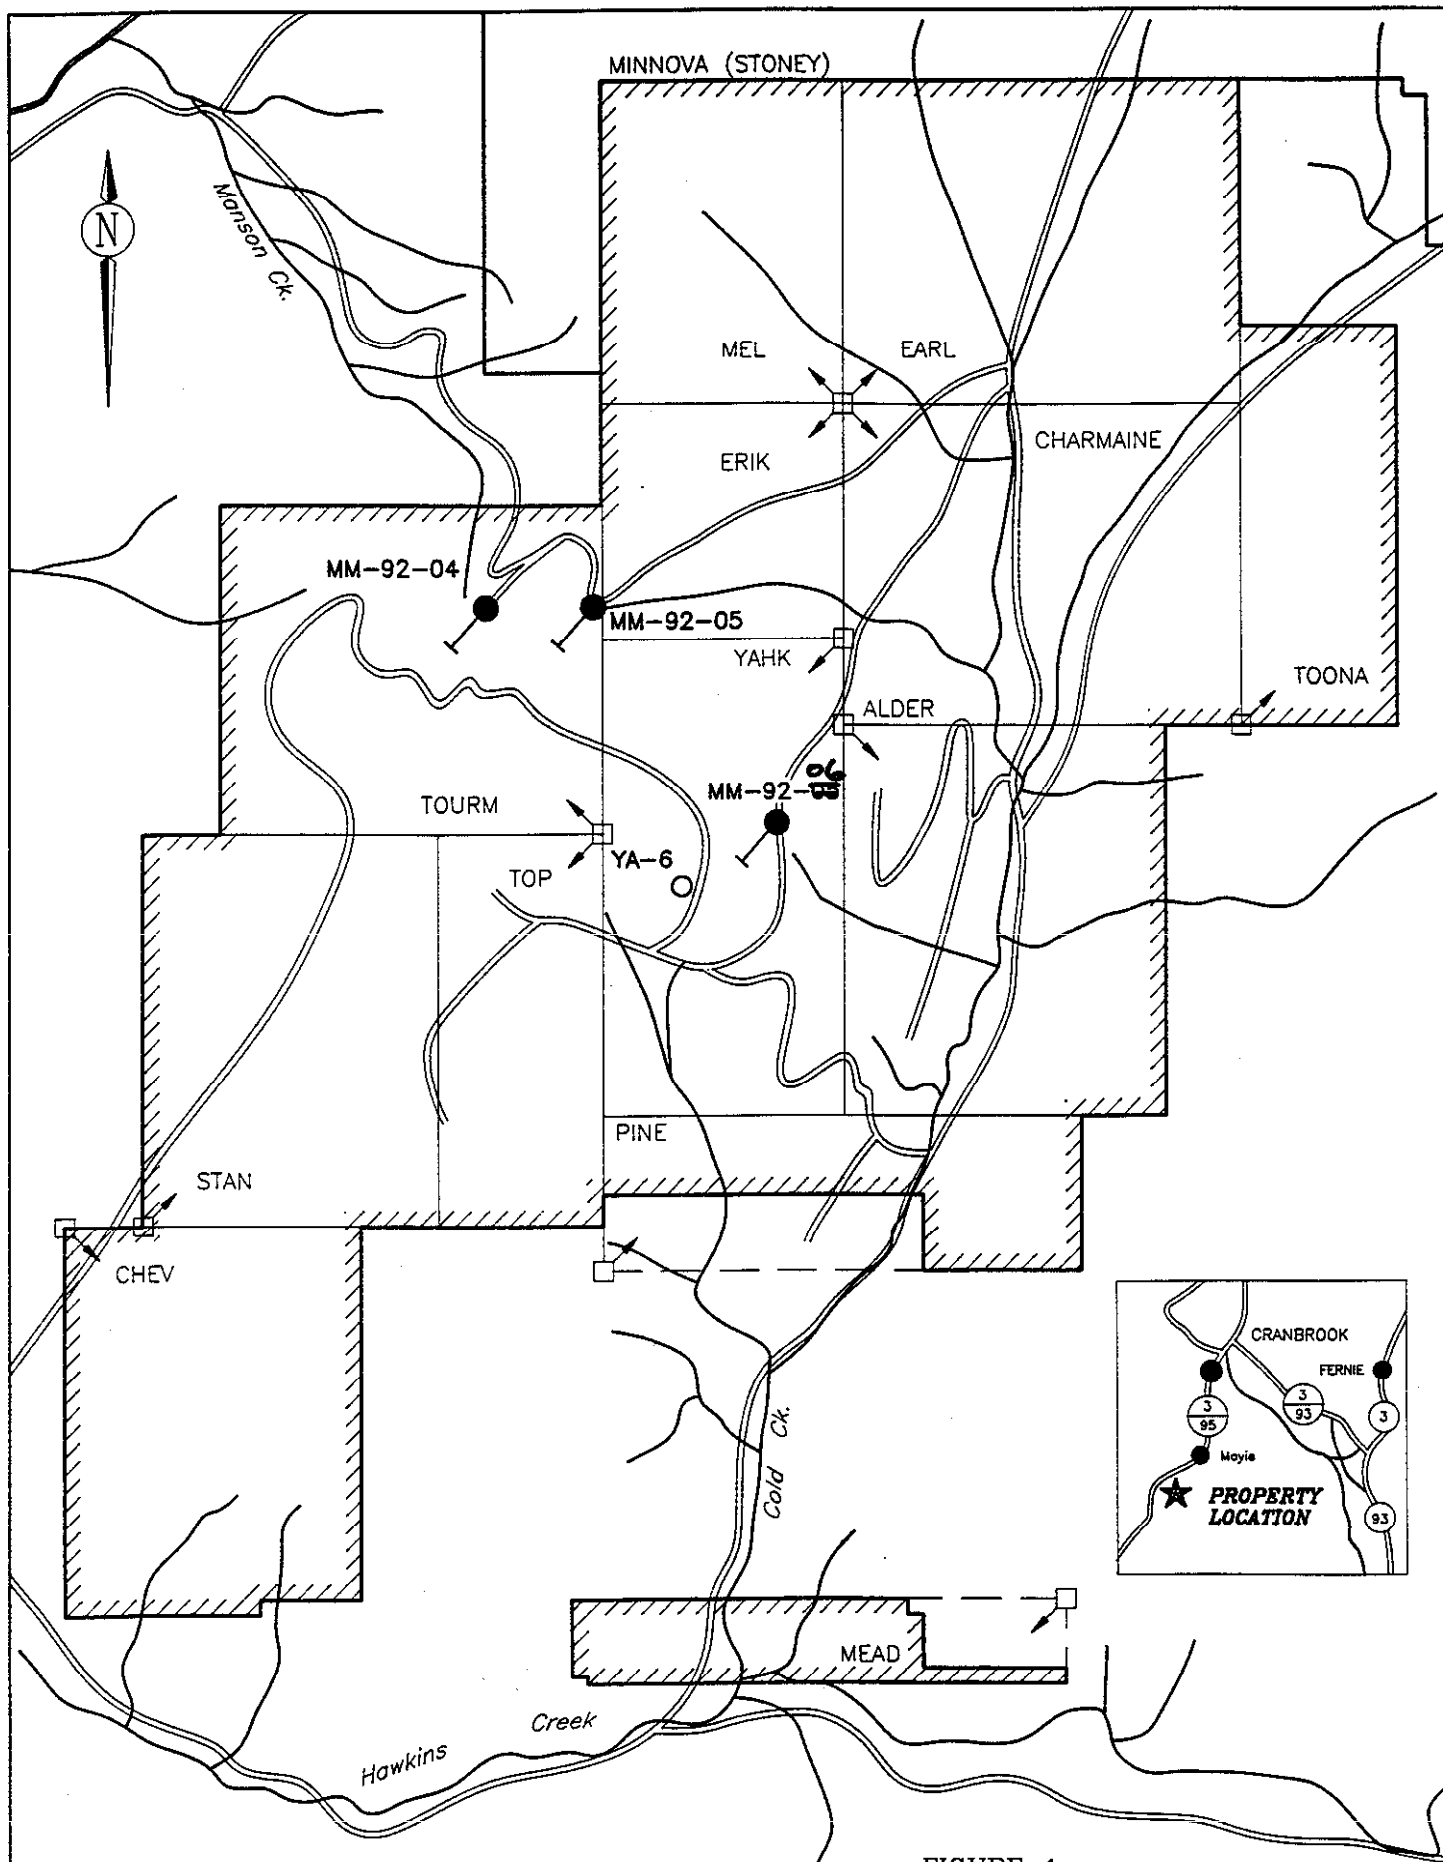 MINNOVA (STONEY)
N
Manson Ck.
MEL
EARL
ERIK
CHARMAINE
MM-92-04
MM-92-05
YAHK
TOONA
ALDER
06
MM-92-
TOURM
YA-6
TOP
PINE
STAN
CHEV
CRANBROOK
FERNIE
3
93
3
95
3
Moyie
PROPERTY
LOCATION
93
Cold Ck.
MEAD
Hawkins Creek